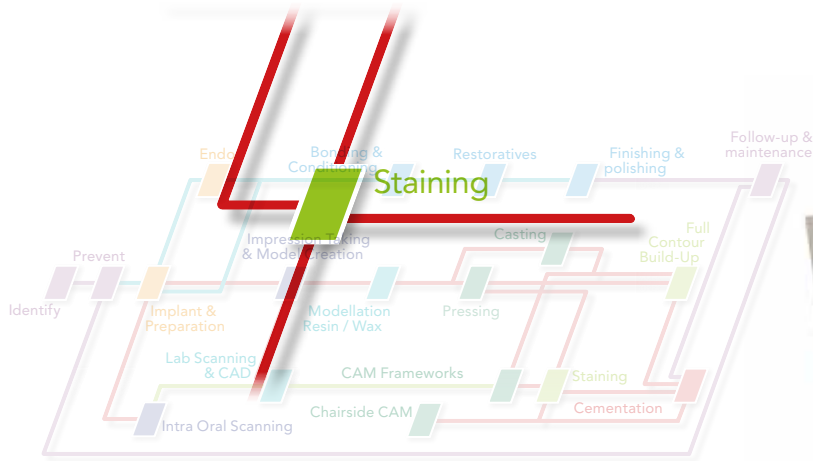 Follow-up &
maintenance
Endo
Bonding &
Conditioning
Restoratives
Finishing &
polishing
Staining
Full
Contour
Build-Up
Casting
Impression Taking
& Model Creation
Prevent
Identify
Implant &
Preparation
Modellation
Resin / Wax
Pressing
Lab Scanning
& CAD
CAM Frameworks
Staining
Chairside CAM
Cementation
Intra Oral Scanning